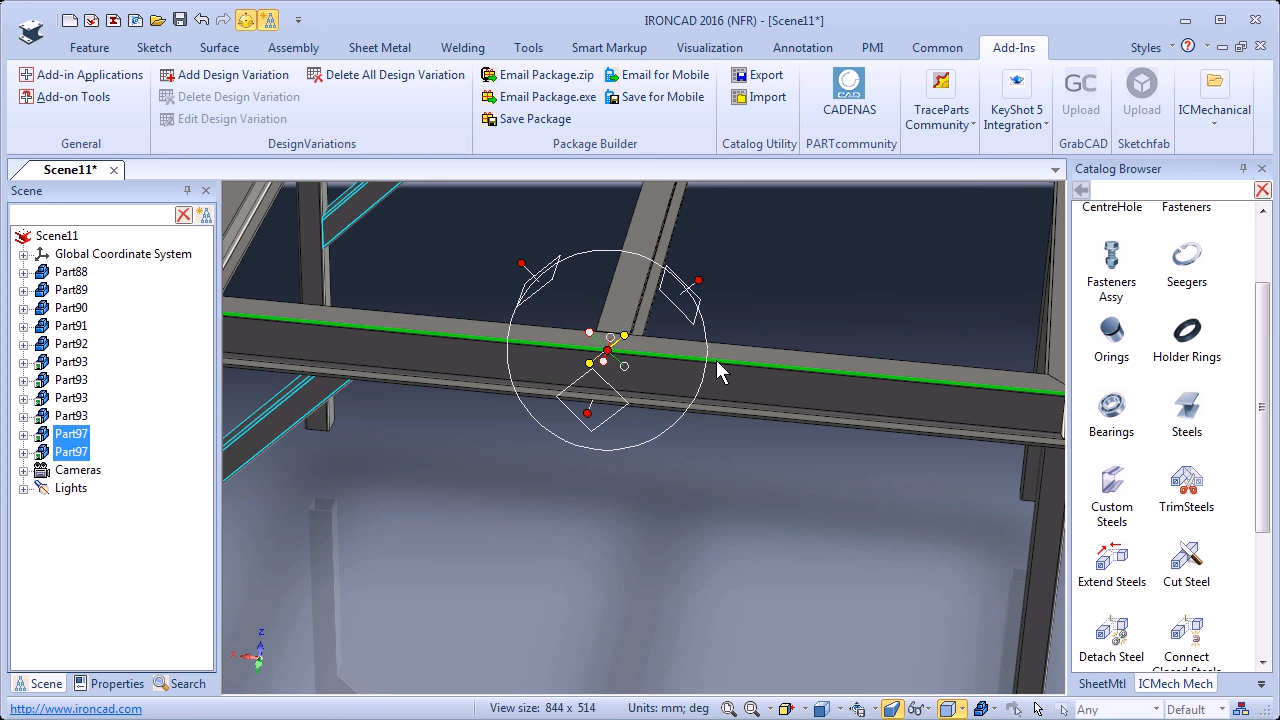 IRONCAD 2016 (NFR) - [Scene11*]
Feature Sketch Surface Assembly Sheet Metal Welding Tools Smart Markup Visualization Annotation PMI Common Add-Ins Styles
Add-in Applications Add Design Variation Delete All Design Variation Email Package.zip Email for Mobile Export
Add-on Tools Delete Design Variation Email Package.exe Save for Mobile Import
Edit Design Variation Save Package
CADENAS
TraceParts
Community
KeyShot 5
Integration
GC
Upload
Upload
ICMechanical
General DesignVariations Package Builder Catalog Utility PARTcommunity GrabCAD Sketchfab
Scene11*
Scene
Scene11
Global Coordinate System
Part88
Part89
Part90
Part91
Part92
Part93
Part93
Part93
Part93
Part97
Part97
Cameras
Lights
Scene Properties Search
z
x
Catalog Browser
CentreHole Fasteners
Fasteners
Assy
Seegers
Orings Holder Rings
Bearings Steels
Custom
Steels
TrimSteels
Extend Steels Cut Steel
Detach Steel
Connect
Closed Steels
SheetMtl ICMech Mech
http://www.ironcad.com View size: 844 x 514 Units: mm; deg Any Default